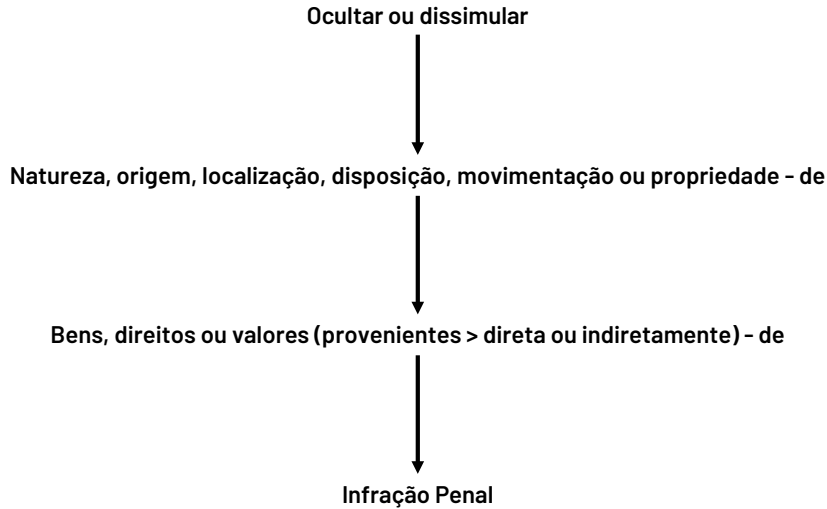 Ocultar ou dissimular
Natureza, origem, localização, disposição, movimentação ou propriedade - de
Bens, direitos ou valores (provenientes > direta ou indiretamente) - de
Infração Penal